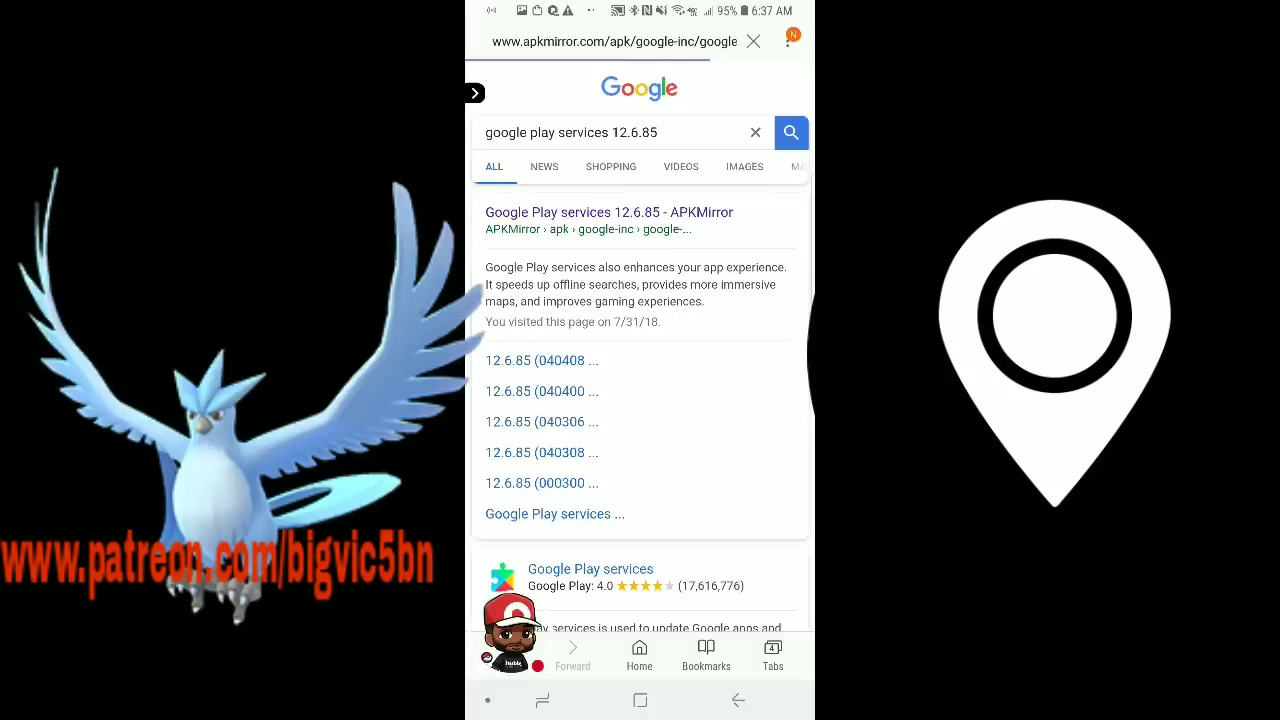 95% 6:37 AM
www.apkmirror.com/apk/google-inc/google
N
Google
google play services 12.6.85
ALL NEWS SHOPPING VIDEOS IMAGES MA
Google Play services 12.6.85 - APKMirror
APKMirror › apk › google-inc › google-...
Google Play services also enhances your app experience.
It speeds up offline searches, provides more immersive
maps, and improves gaming experiences.
You visited this page on 7/31/18.
12.6.85 (040408 ...
12.6.85 (040400 ...
12.6.85 (040306 ...
12.6.85 (040308 ...
12.6.85 (000300 ...
Google Play services ...
Google Play services
Google Play: 4.0 (17,616,776)
services is used to update Google apps and
Forward Home Bookmarks Tabs
4
www.patreon.com/bigvic5bn